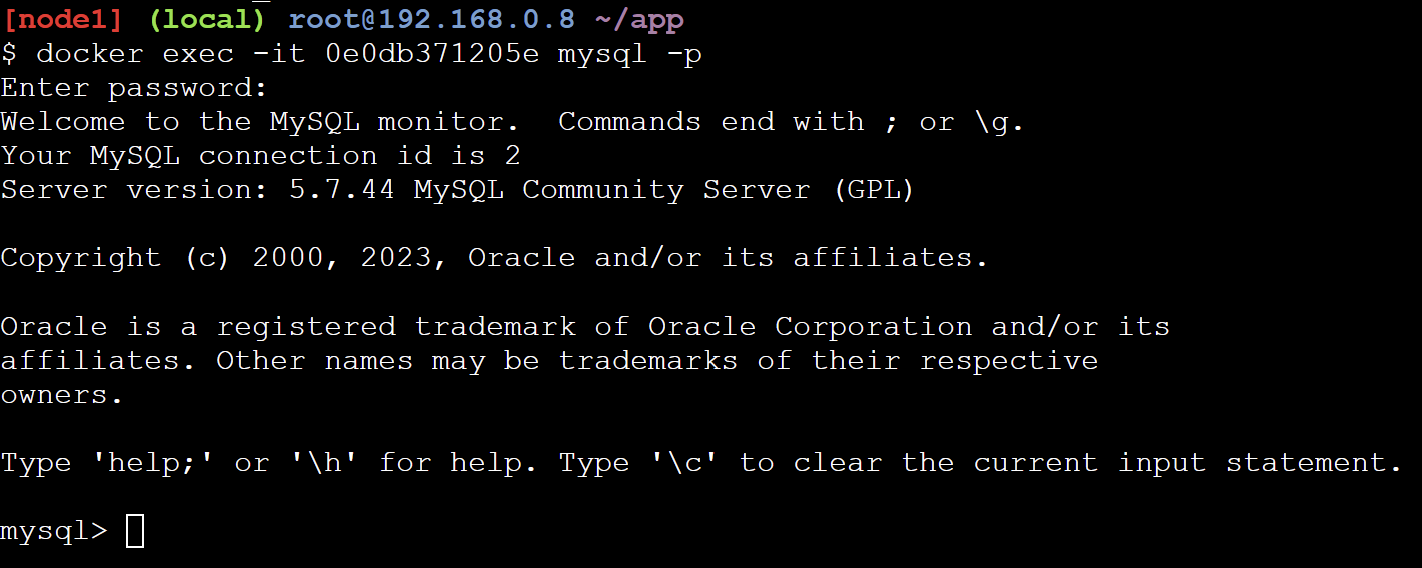 [node1] (local) root@192.168.0.8 ~/app
$ docker exec -it 0e0db371205e mysql -p
Enter password:
Welcome to the MySQL monitor.  Commands end with ; or \g.
Your MySQL connection id is 2
Server version: 5.7.44 MySQL Community Server (GPL)

Copyright (c) 2000, 2023, Oracle and/or its affiliates.

Oracle is a registered trademark of Oracle Corporation and/or its
affiliates. Other names may be trademarks of their respective
owners.

Type 'help;' or '\h' for help. Type '\c' to clear the current input statement.

mysql>